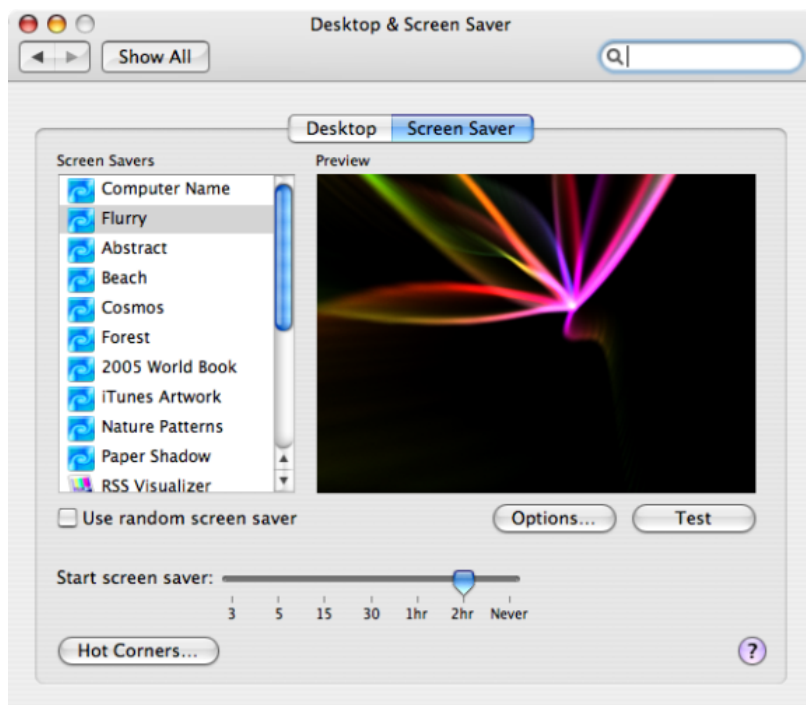 Desktop & Screen Saver
Show All
Desktop Screen Saver
Screen Savers Preview
Computer Name
Flurry
Abstract
Beach
Cosmos
Forest
2005 World Book
iTunes Artwork
Nature Patterns
Paper Shadow
RSS Visualizer
Use random screen saver Options... Test
Start screen saver:
3 5 15 30 1hr 2hr Never
Hot Corners... ?